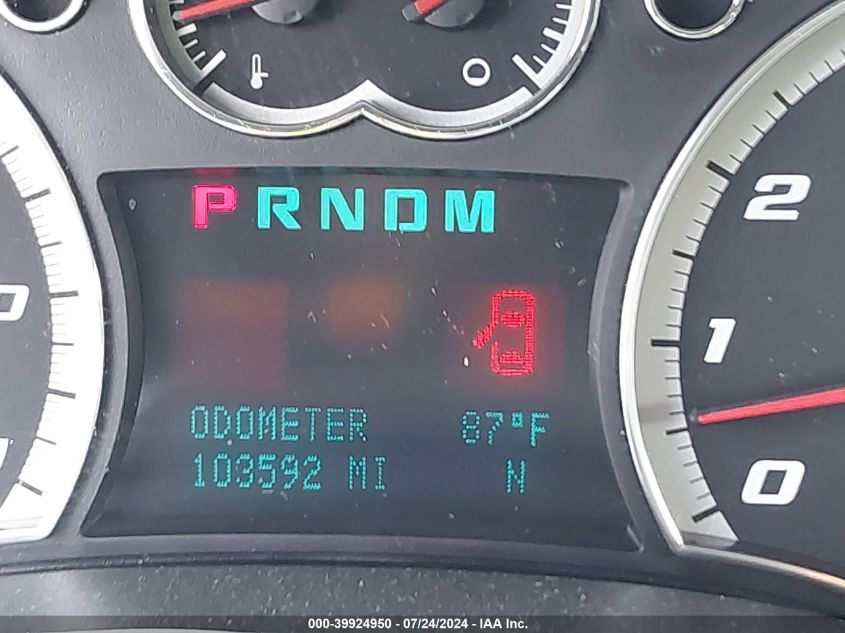 PRNDM
2
1
0
ODOMETER 87°F
103592 MI N
000-39924950 - 07/24/2024 - IAA Inc.